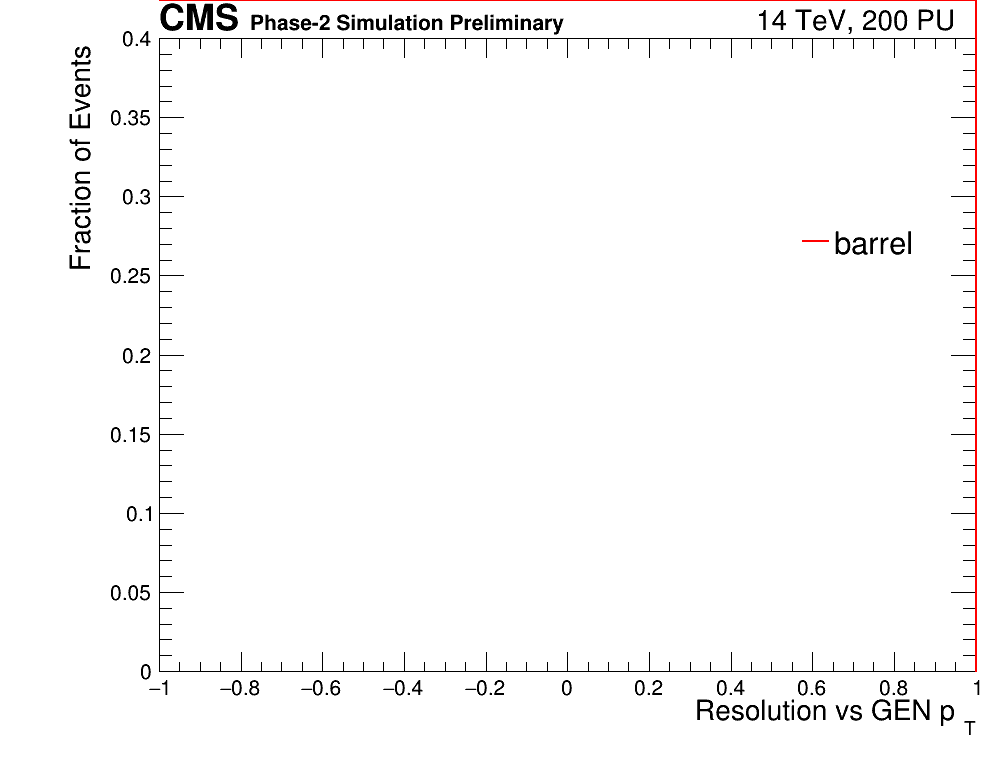 CMS Phase-2 Simulation Preliminary 14 TeV, 200 PU
Fraction of Events
0.4
0.35
0.3
0.25
0.2
0.15
0.1
0.05
0
barrel
−1 −0.8 −0.6 −0.4 −0.2 0 0.2 0.4 0.6 0.8 1
Resolution vs GEN p T